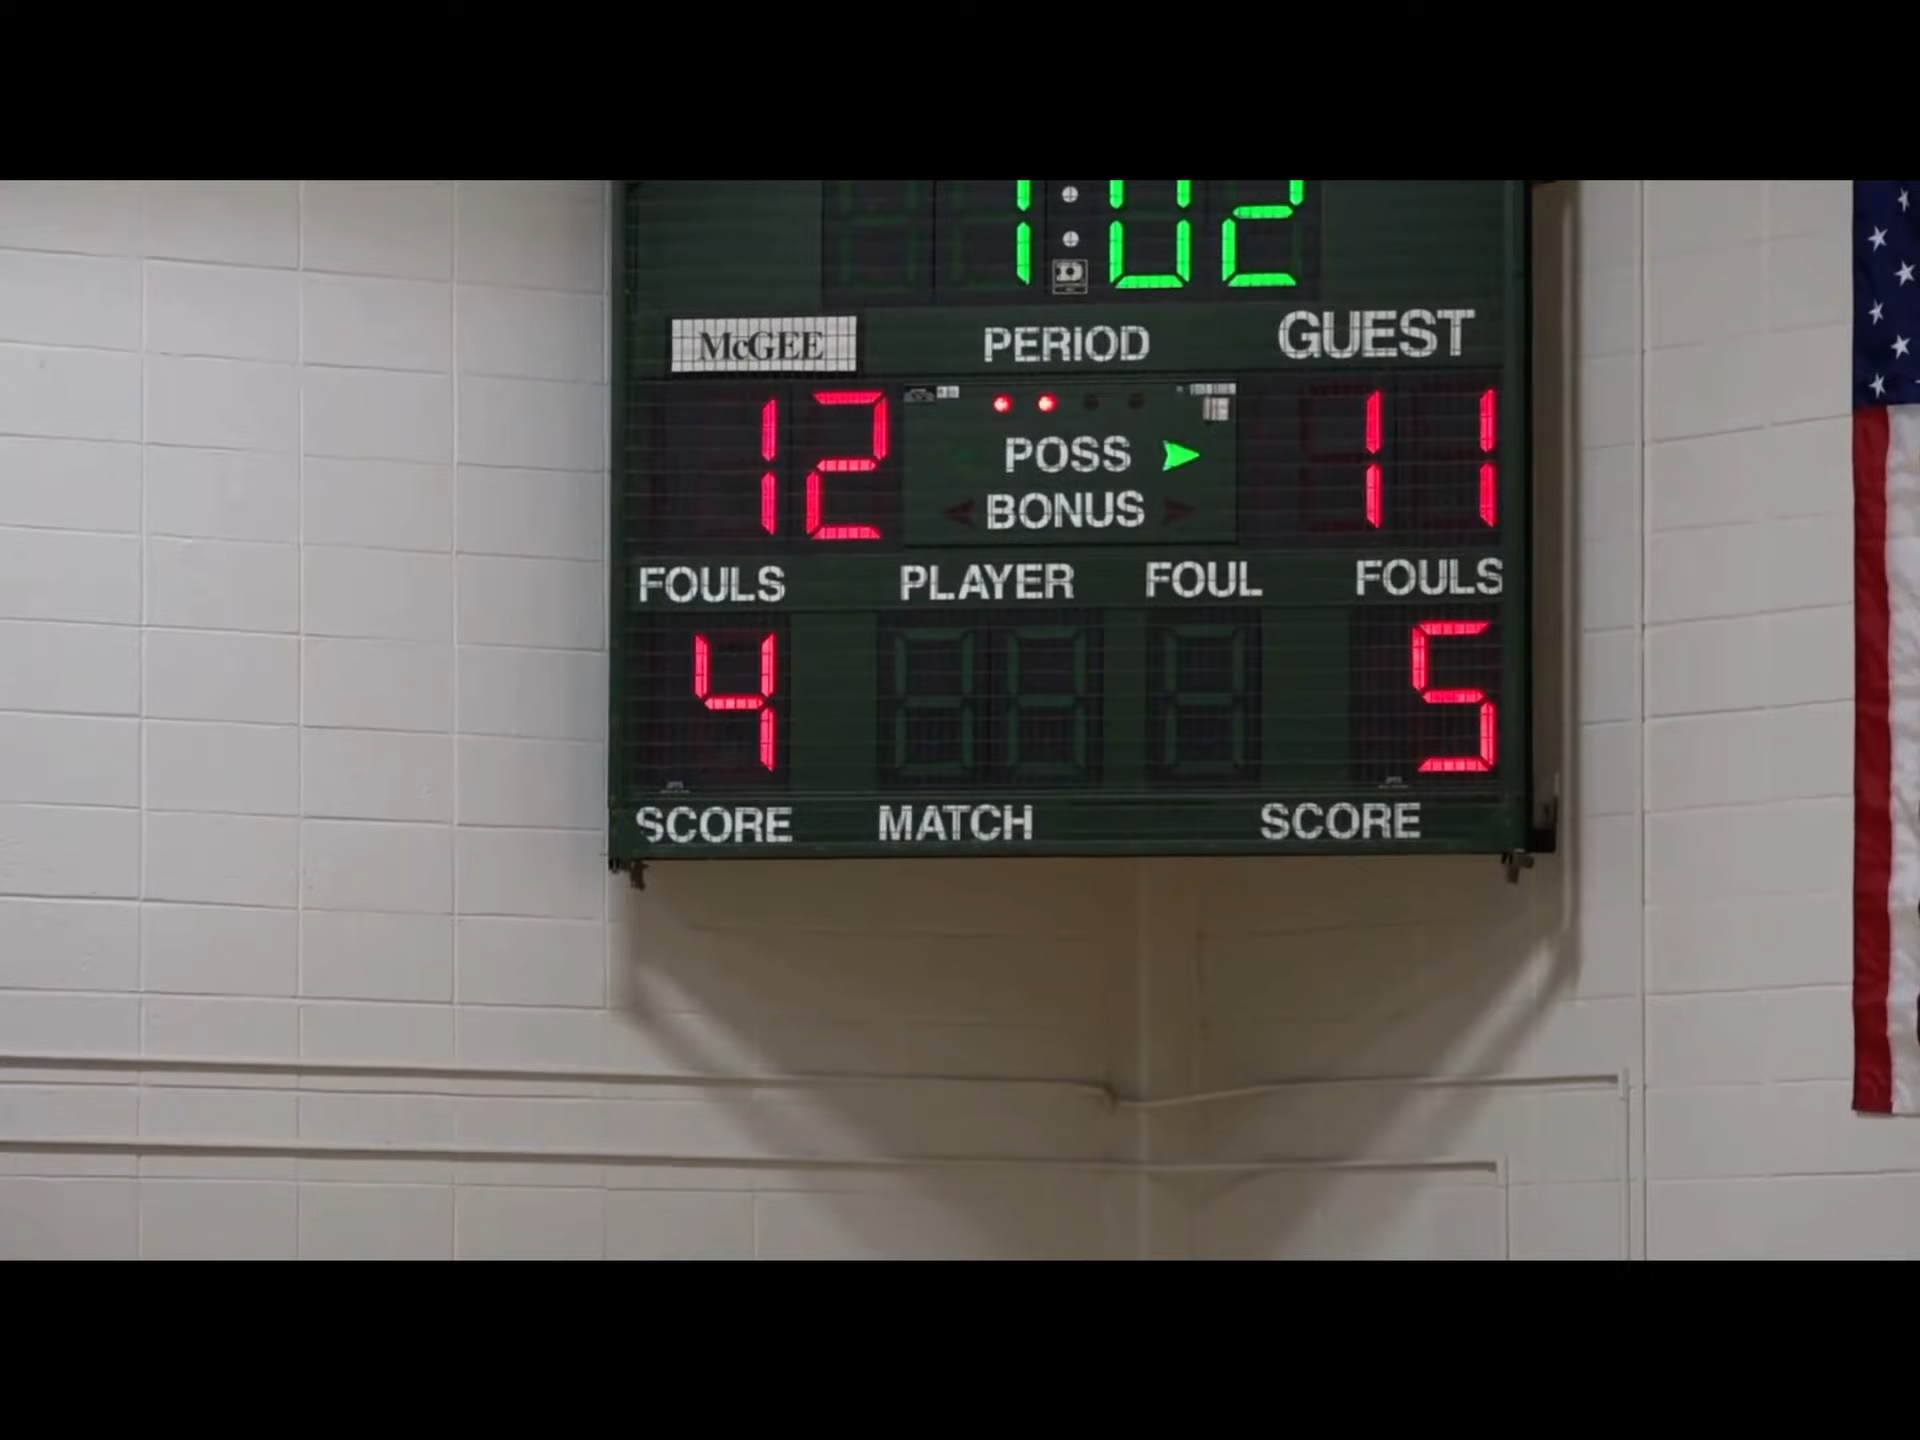 1:02
McGEE PERIOD GUEST
12 POSS 11
BONUS
FOULS PLAYER FOUL FOULS
4 5
SCORE MATCH SCORE